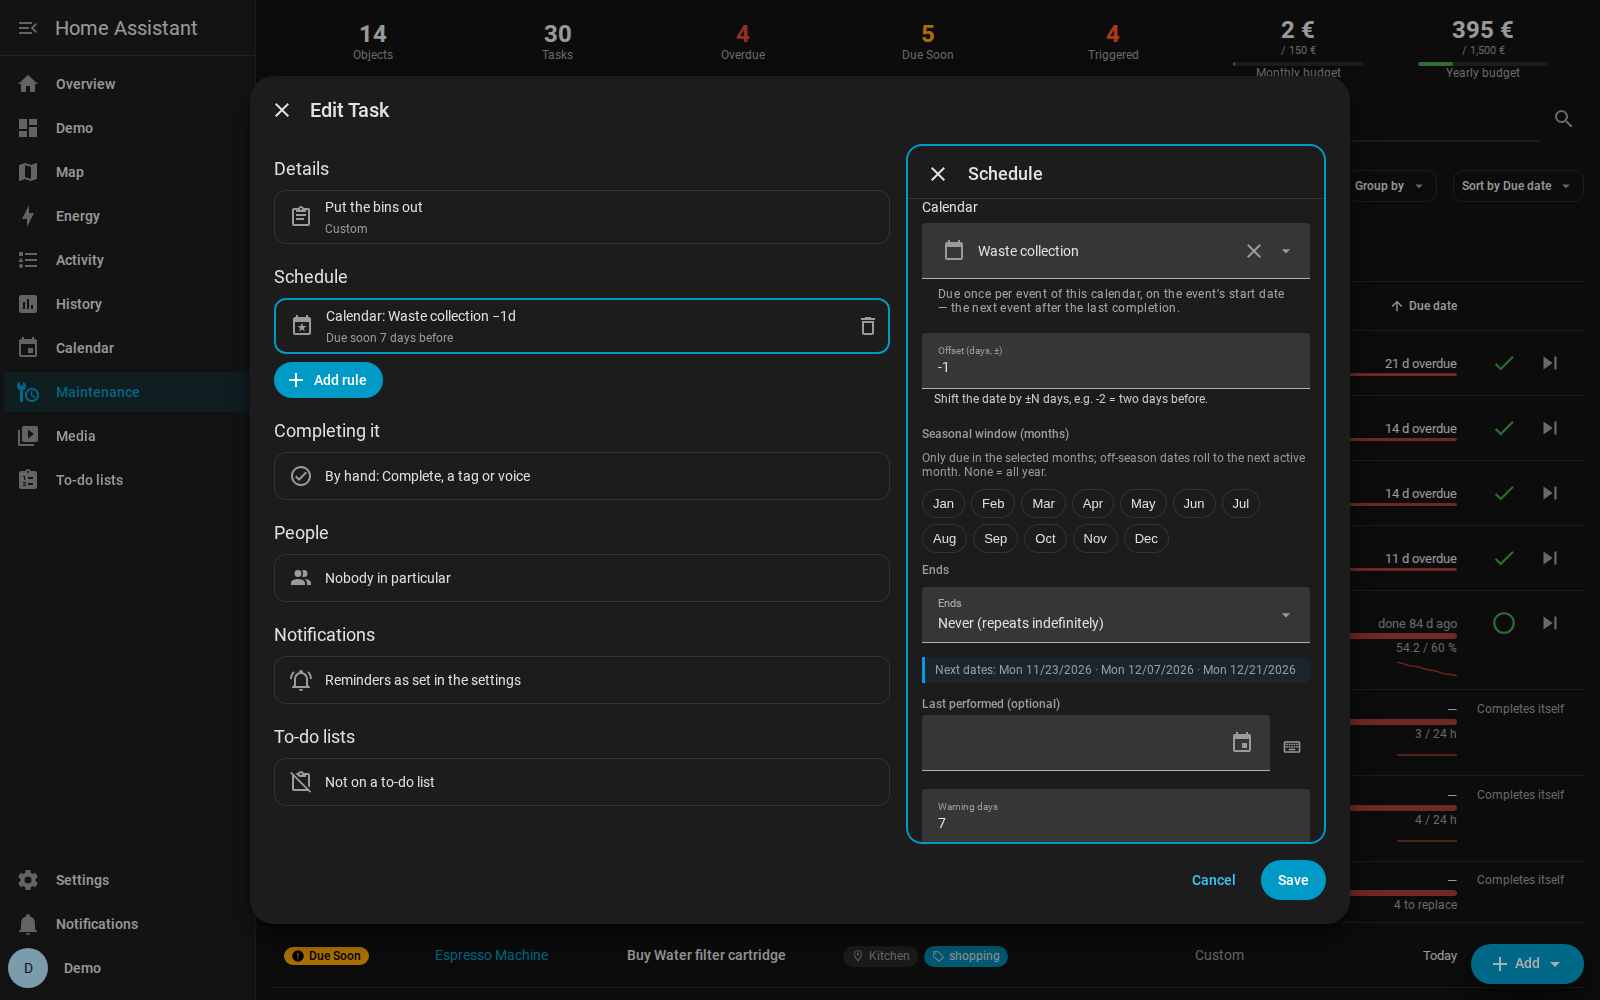 Home Assistant
Overview
Demo
Map
Energy
Activity
History
Calendar
Maintenance
Media
To-do lists
Settings
Notifications
D
Demo
14
Objects
30
Tasks
4
Overdue
5
Due Soon
4
Triggered
2 €
/ 150 €
Monthly budget
395 €
/ 1,500 €
Yearly budget
Edit Task
Details
Put the bins out
Custom
Schedule
Calendar: Waste collection −1d
Due soon 7 days before
Add rule
Completing it
By hand: Complete, a tag or voice
People
Nobody in particular
Notifications
Reminders as set in the settings
To-do lists
Not on a to-do list
Schedule
Calendar
Waste collection
Due once per event of this calendar, on the event's start date
— the next event after the last completion.
Offset (days, ±)
-1
Shift the date by ±N days, e.g. -2 = two days before.
Seasonal window (months)
Only due in the selected months; off-season dates roll to the next active
month. None = all year.
Jan Feb Mar Apr May Jun Jul
Aug Sep Oct Nov Dec
Ends
Ends
Never (repeats indefinitely)
Next dates: Mon 11/23/2026 · Mon 12/07/2026 · Mon 12/21/2026
Last performed (optional)
Warning days
7
Cancel
Save
Group by
Sort by Due date
Due date
21 d overdue
14 d overdue
14 d overdue
11 d overdue
done 84 d ago
54.2 / 60 %
— Completes itself
3 / 24 h
— Completes itself
4 / 24 h
— Completes itself
4 to replace
Due Soon
Espresso Machine
Buy Water filter cartridge
Kitchen
shopping
Custom
Today
Add